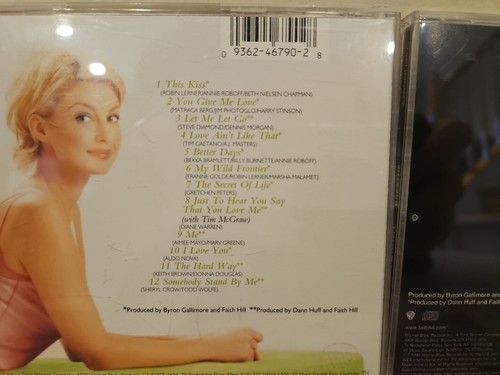 0 9362-46790-2 8
1 This Kiss*
(ROBIN LERNER/ANNIE ROBOFF/BETH NIELSEN CHAPMAN)
2 You Give Me Love*
(MATRACA BERG/JIM PHOTOGLO/HARRY STINSON)
3 Let Me Let Go**
(STEVE DIAMOND/DENNIS MORGAN)
4 Love Ain't Like That*
(TIM GAETANO/A.J. MASTERS)
5 Better Days*
(BEKKA BRAMLETT/BILLY BURNETTE/ANNIE ROBOFF)
6 My Wild Frontier*
(FRANNE GOLDE/ROBIN LERNER/MARSHA MALAMET)
7 The Secret Of Life*
(GRETCHEN PETERS)
8 Just To Hear You Say
That You Love Me**
(with Tim McGraw)
(DIANE WARREN)
9 Me**
(AIMEE MAYO/MARV GREENE)
10 I Love You*
(ALDO NOVA)
11 The Hard Way**
(KEITH BROWN/DONNA DOUGLAS)
12 Somebody Stand By Me**
(SHERYL CROW/TODD WOLFE)
*Produced by Byron Gallimore and Faith Hill **Produced by Dann Huff and Faith Hill
Produced by Byron Gallimore and
*Produced by Dann Huff and Faith
www.faithhill.com